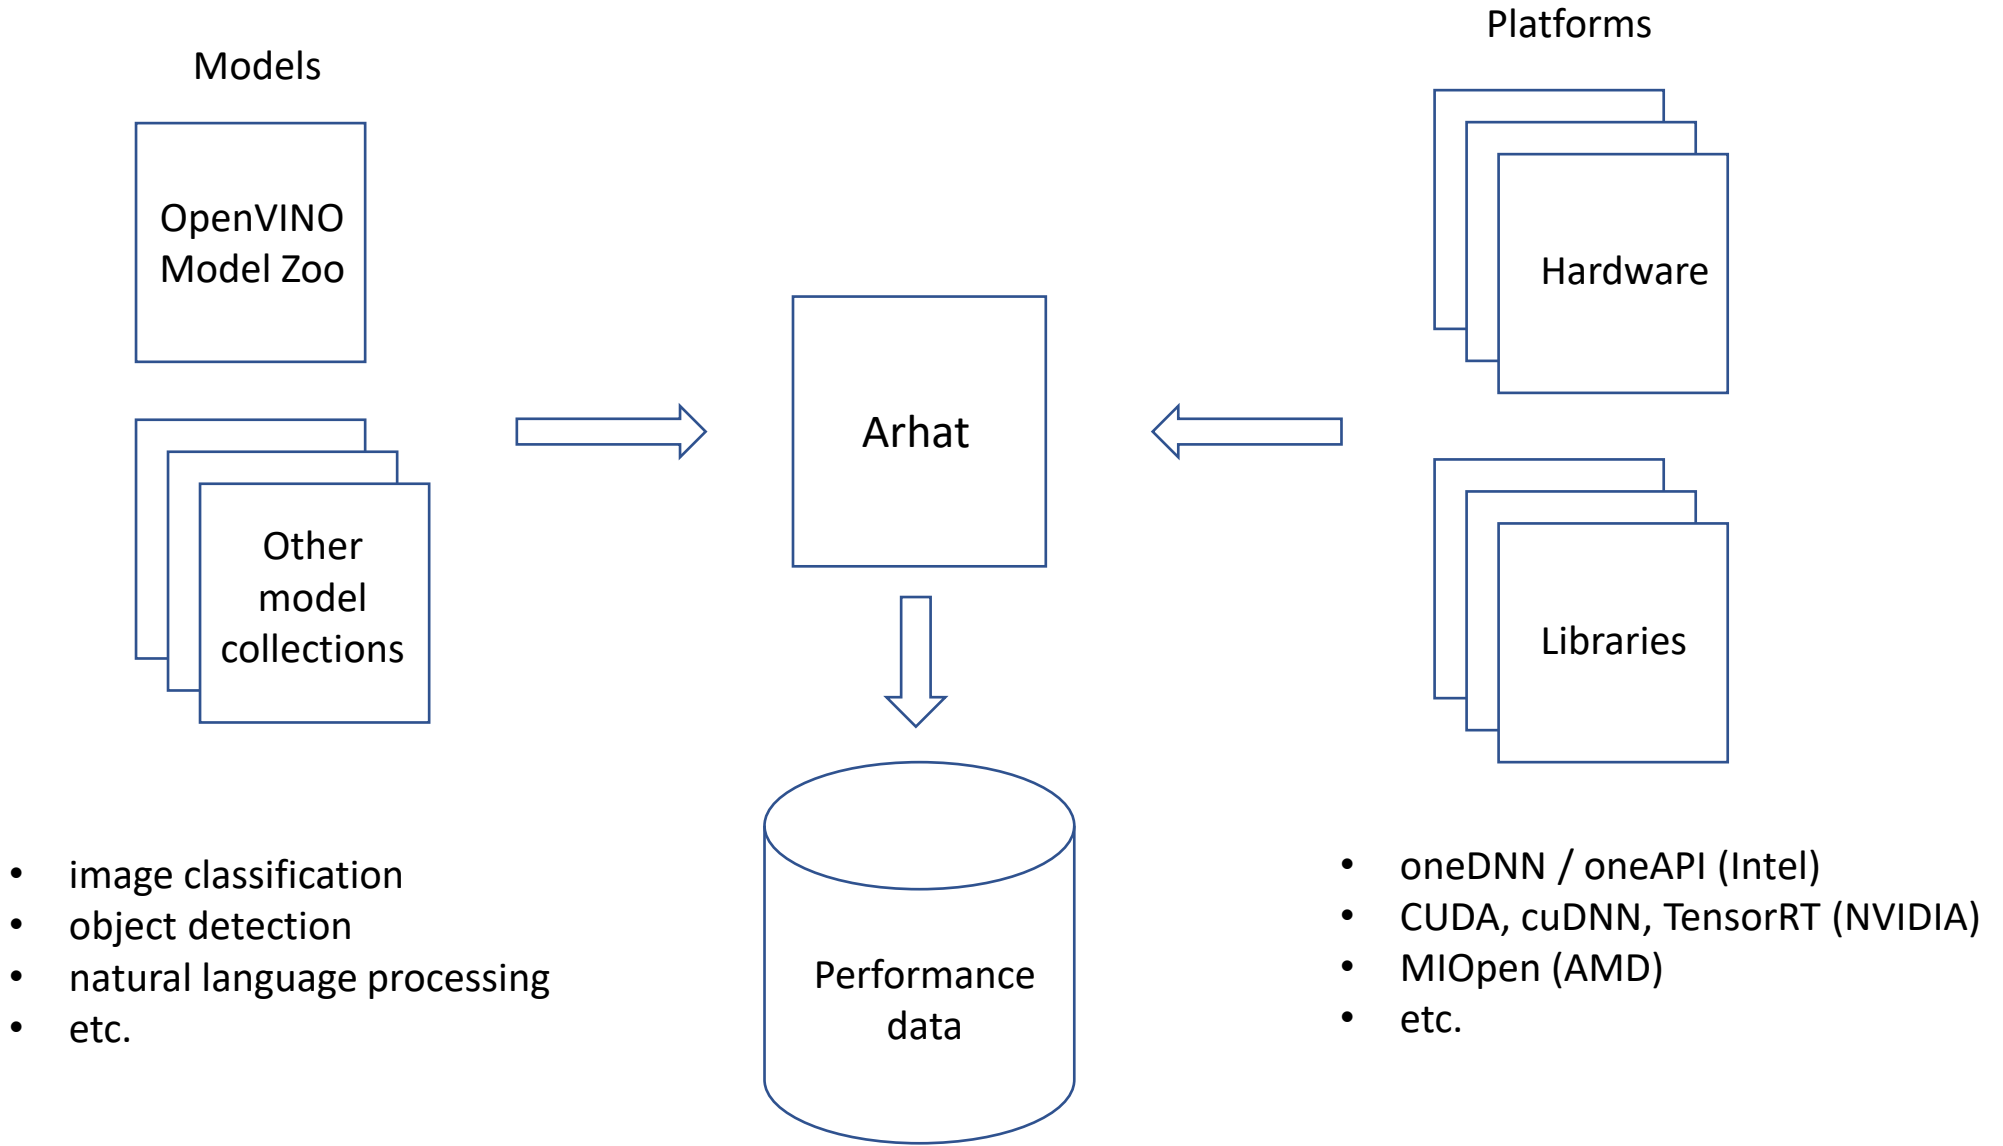 Models
OpenVINO
Model Zoo
Other
model
collections
• image classification
• object detection
• natural language processing
• etc.
Arhat
Performance
data
Platforms
Hardware
Libraries
• oneDNN / oneAPI (Intel)
• CUDA, cuDNN, TensorRT (NVIDIA)
• MIOpen (AMD)
• etc.